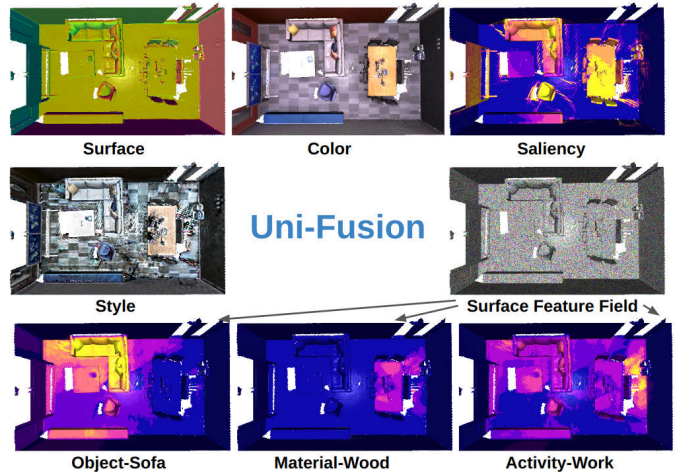 Surface Color Saliency
Uni-Fusion
Style Surface Feature Field
Object-Sofa Material-Wood Activity-Work